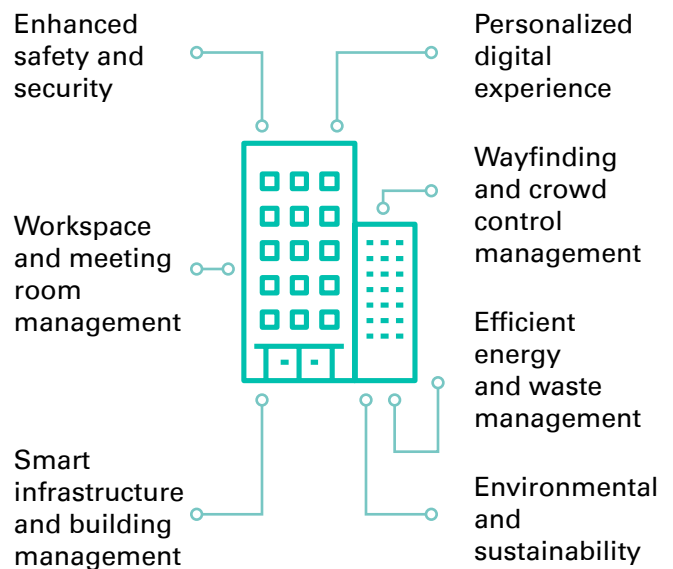 Enhanced
safety and
security
Personalized
digital
experience
Wayfinding
and crowd
control
management
Workspace
and meeting
room
management
Efficient
energy
and waste
management
Smart
infrastructure
and building
management
Environmental
and
sustainability